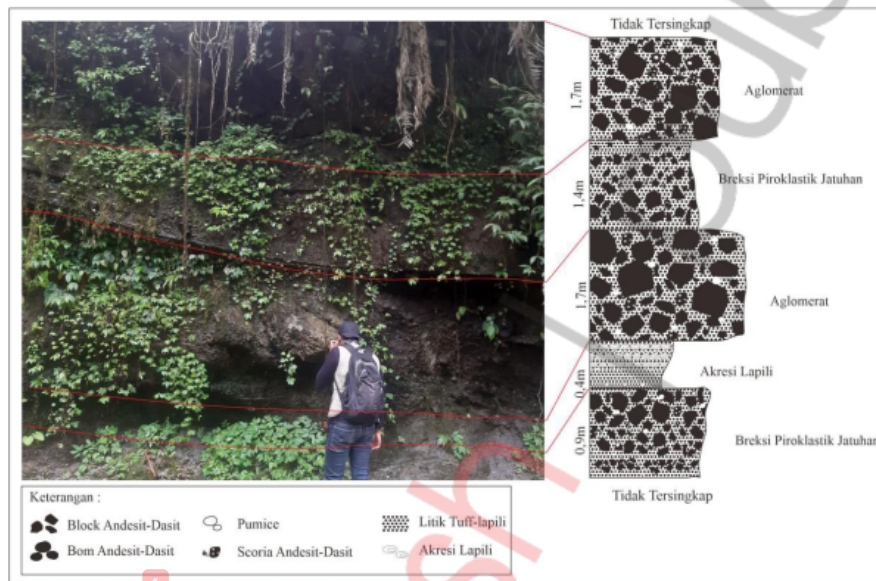 Tidak Tersingkap
1,7m
Aglomerat
1,4m
Breksi Piroklastik Jatuhan
1,7m
Aglomerat
0,4m
Akresi Lapili
0,9m
Breksi Piroklastik Jatuhan
Tidak Tersingkap
Keterangan :
Block Andesit-Dasit
Pumice
Litik Tuff-lapili
Bom Andesit-Dasit
Scoria Andesit-Dasit
Akresi Lapili